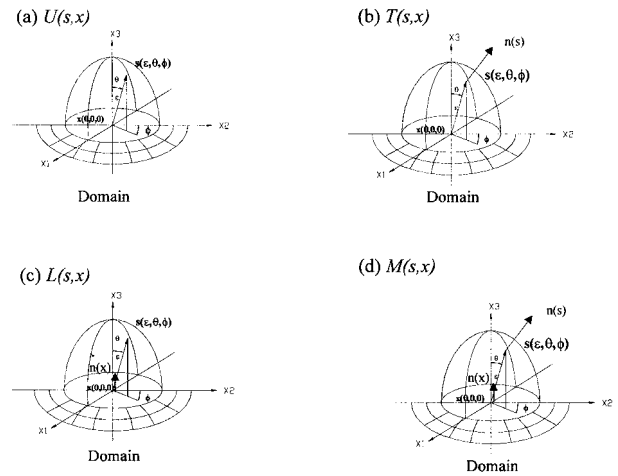 (a) U(s,x)
X3
s(ε,θ,ϕ)
θ
ε
x(0,0,0)
ϕ
X2
X1
Domain
(b) T(s,x)
X3
n(s)
s(ε,θ,ϕ)
θ
ε
x(0,0,0)
ϕ
X2
X1
Domain
(c) L(s,x)
X3
s(ε,θ,ϕ)
θ
ε
n(x)
x(0,0,0)
ϕ
X2
X1
Domain
(d) M(s,x)
X3
n(s)
s(ε,θ,ϕ)
θ
ε
n(x)
x(0,0,0)
ϕ
X2
X1
Domain